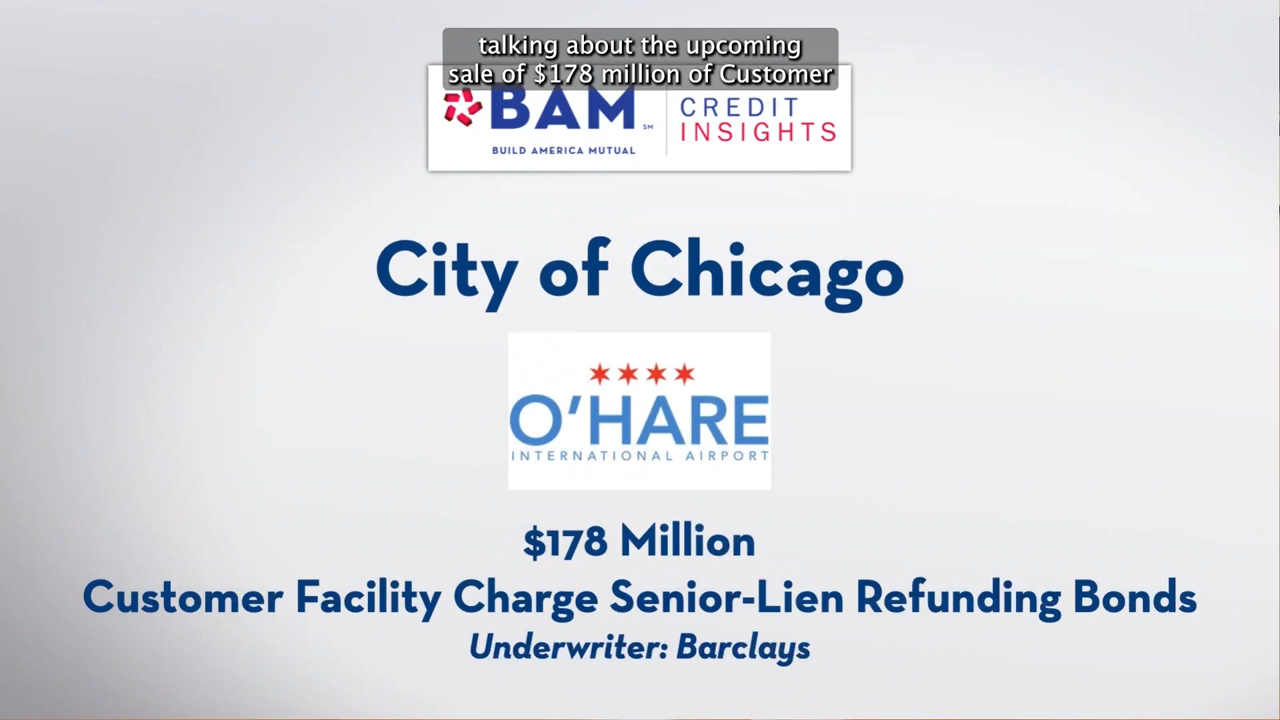 talking about the upcoming
sale of $178 million of Customer
BAM SM
BUILD AMERICA MUTUAL
CREDIT
INSIGHTS
City of Chicago
O'HARE
INTERNATIONAL AIRPORT
$178 Million
Customer Facility Charge Senior-Lien Refunding Bonds
Underwriter: Barclays